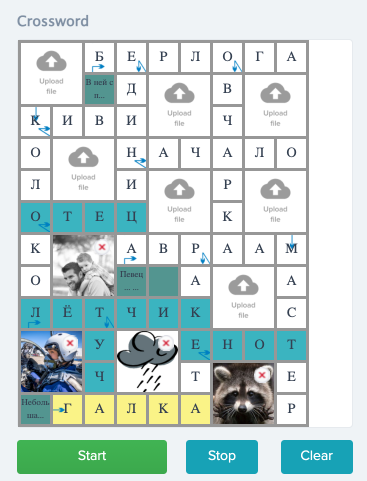 Crossword
Б Е Р Л О Г А
Upload
file
В ней с
п...
Д В
Upload
file
Upload
file
К И В И Ч
О Н А Ч А Л О
Upload
file
Л И Р
Upload
file
Upload
file
О Т Е Ц К
К А В Р А А М
О
Певец
... ...
А А
Upload
file
Л Ё Т Ч И К С
У Е Н О Т
Ч Т Е
Неболь
ша...
Г А Л К А Р
Start Stop Clear